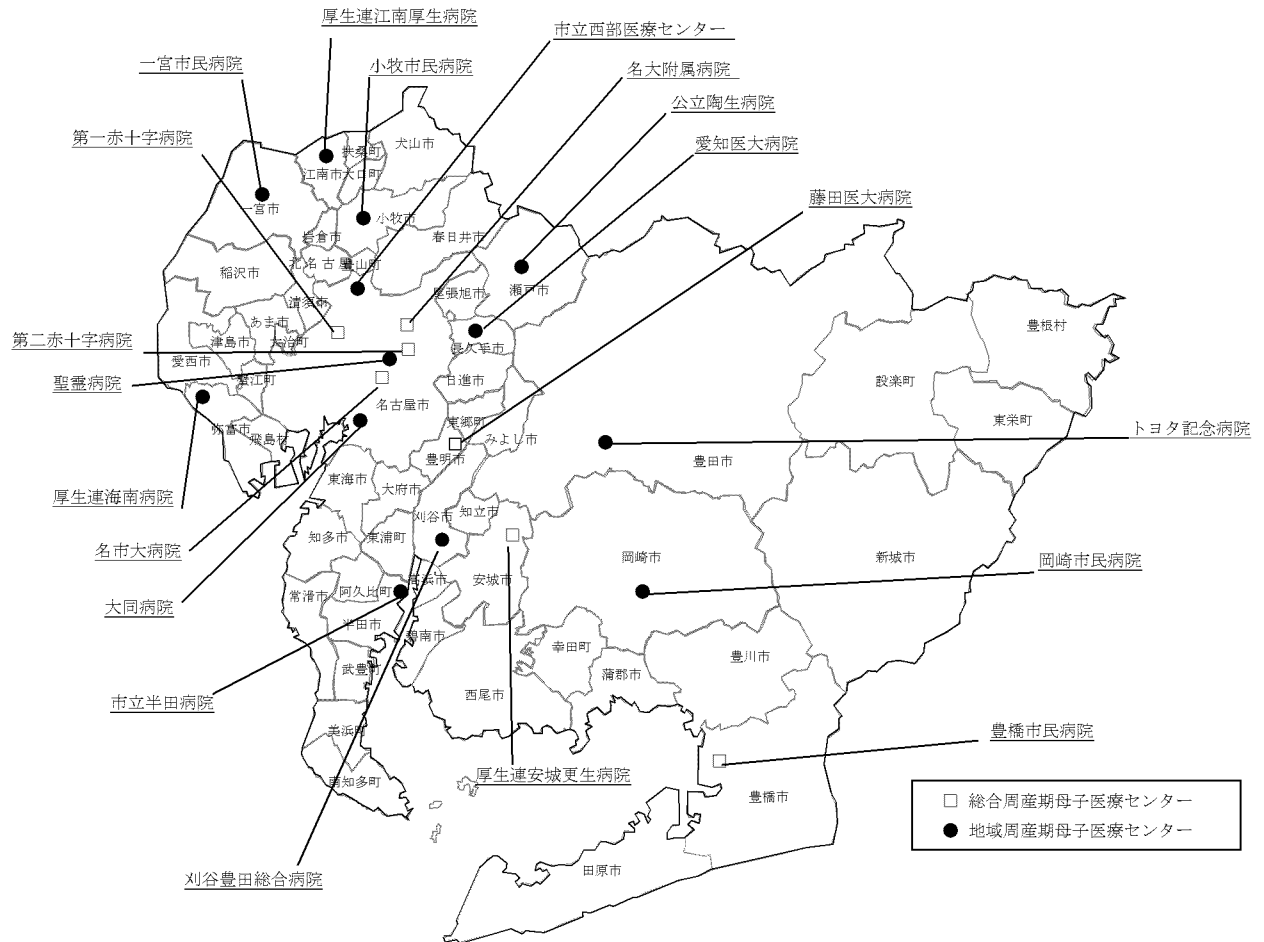 厚生連江南厚生病院
市立西部医療センター
一宮市民病院
小牧市民病院
名大附属病院
公立陶生病院
第一赤十字病院
愛知医大病院
藤田医大病院
犬山市
扶桑町
江南市
大口町
一宮市
小牧市
岩倉市
春日井市
北名古屋
豊山町
稲沢市
尾張旭市
瀬戸市
清須市
あま市
豊根村
第二赤十字病院
津島市
大治町
長久手市
愛西市
聖霊病院
蟹江町
日進市
設楽町
名古屋市
東郷町
東栄町
弥富市
飛島村
みよし市
トヨタ記念病院
豊明市
豊田市
東海市
大府市
厚生連海南病院
刈谷市
知立市
知多市
東浦町
名市大病院
岡崎市
新城市
岡崎市民病院
高浜市
安城市
阿久比町
常滑市
大同病院
半田市
碧南市
幸田町
豊川市
武豊町
蒲郡市
西尾市
市立半田病院
美浜町
豊橋市民病院
厚生連安城更生病院
南知多町
豊橋市
□ 総合周産期母子医療センター
● 地域周産期母子医療センター
田原市
刈谷豊田総合病院